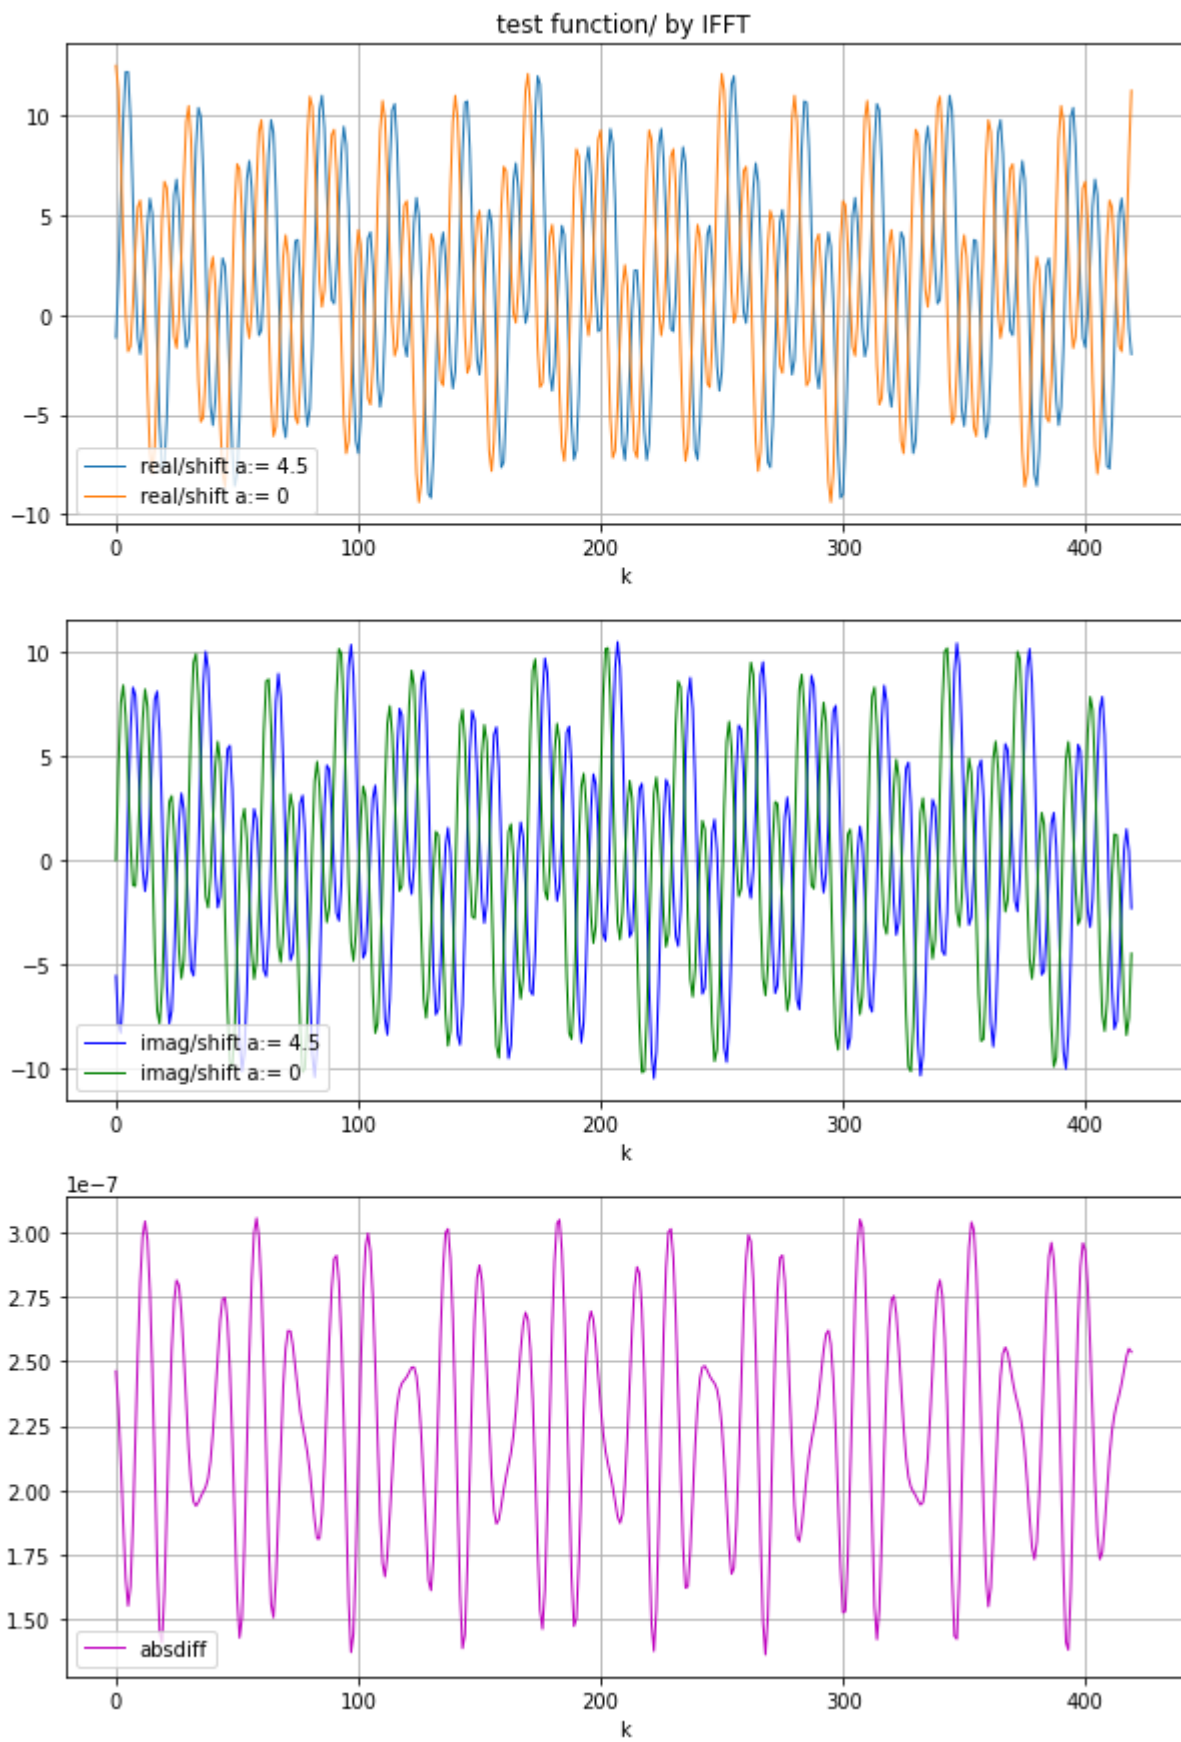 test function/ by IFFT
10
5
0
−5
−10
real/shift a:= 4.5
real/shift a:= 0
0 100 200 300 400
k
10
5
0
−5
−10
imag/shift a:= 4.5
imag/shift a:= 0
0 100 200 300 400
k
1e−7
3.00
2.75
2.50
2.25
2.00
1.75
1.50
absdiff
0 100 200 300 400
k